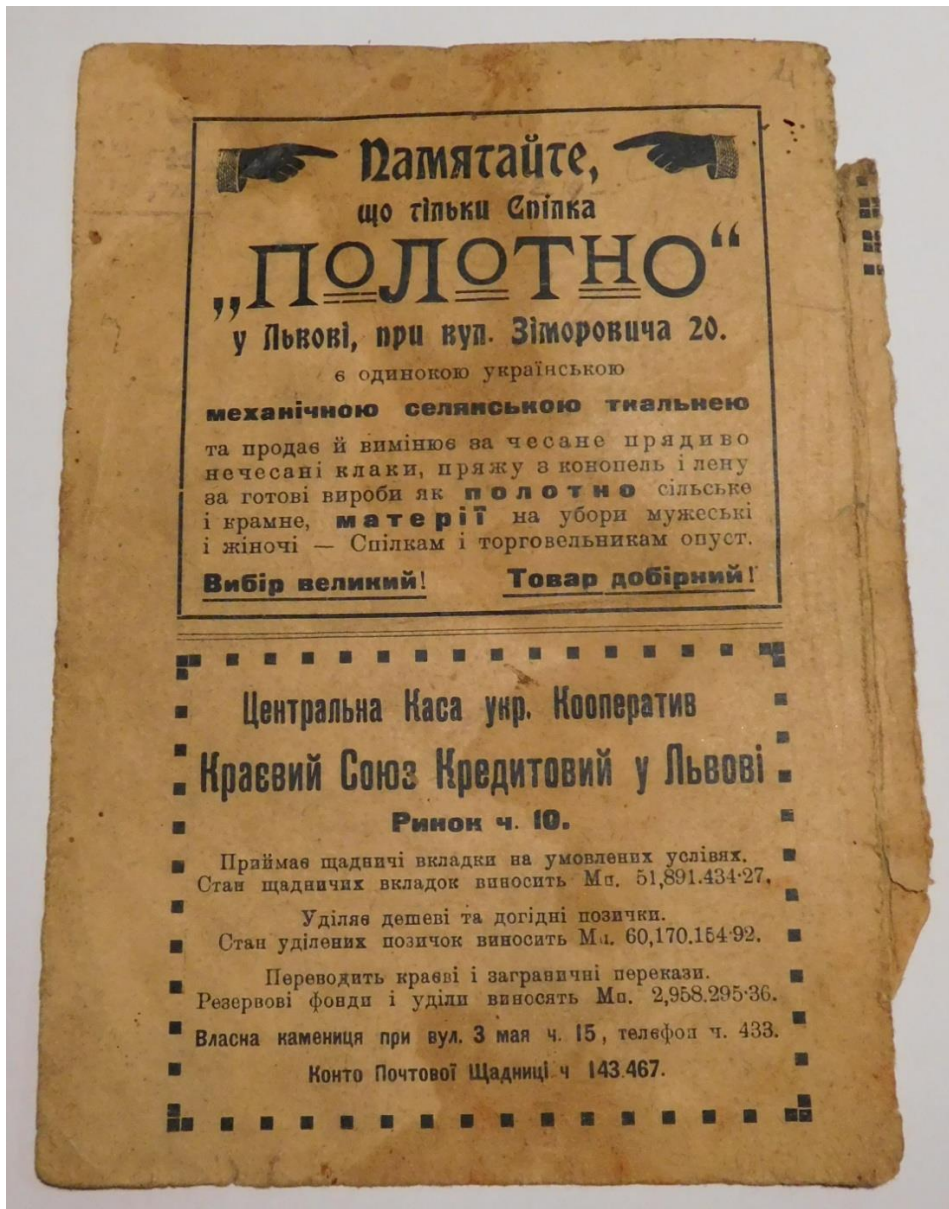 Памятайте,
що тільки Спілка
„ПОЛОТНО“
у Львові, при вул. Зіморовича 20.
є одинокою українською
механічною селянською ткальнею
та продає й вимінює за чесане прядиво
нечесані клаки, пряжу з конопель і лену
за готові вироби як полотно сільське
і крамне, матерії на убори мужеські
і жіночі — Спілкам і торговельникам опуст.
Вибір великий! Товар добірний!
Центральна Каса укр. Кооператив
Краєвий Союз Кредитовий у Львові
Ринок ч. 10.
Приймає щадничі вкладки на умовлених услівях.
Стан щадничих вкладок виносить Мп. 51,891.434·27.
Уділяє дешеві та догідні позички.
Стан уділених позичок виносить Мп. 60,170.154·92.
Переводить краєві і заграничні перекази.
Резервові фонди і уділи виносять Мп. 2,958.295·36.
Власна камениця при вул. 3 мая ч. 15, телефон ч. 433.
Конто Почтової Щадниці ч 143.467.